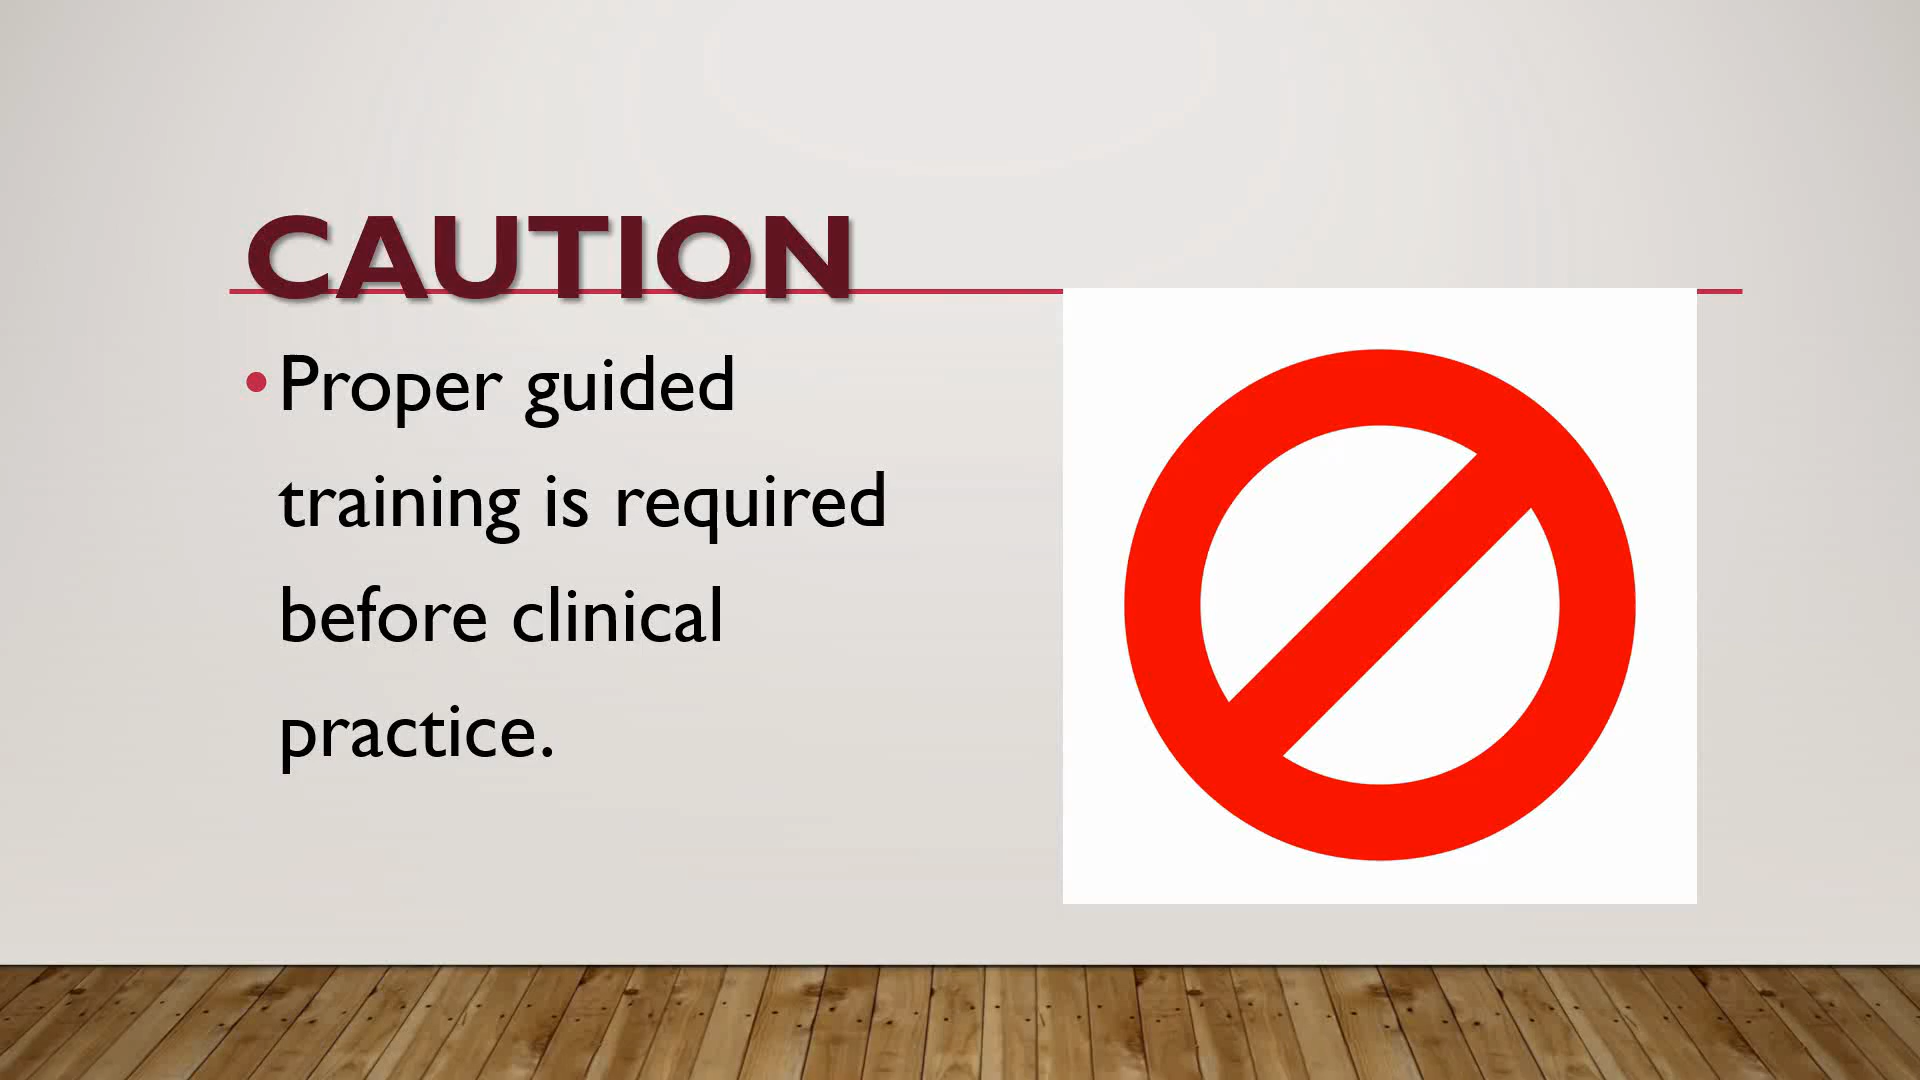 CAUTION
• Proper guided
training is required
before clinical
practice.